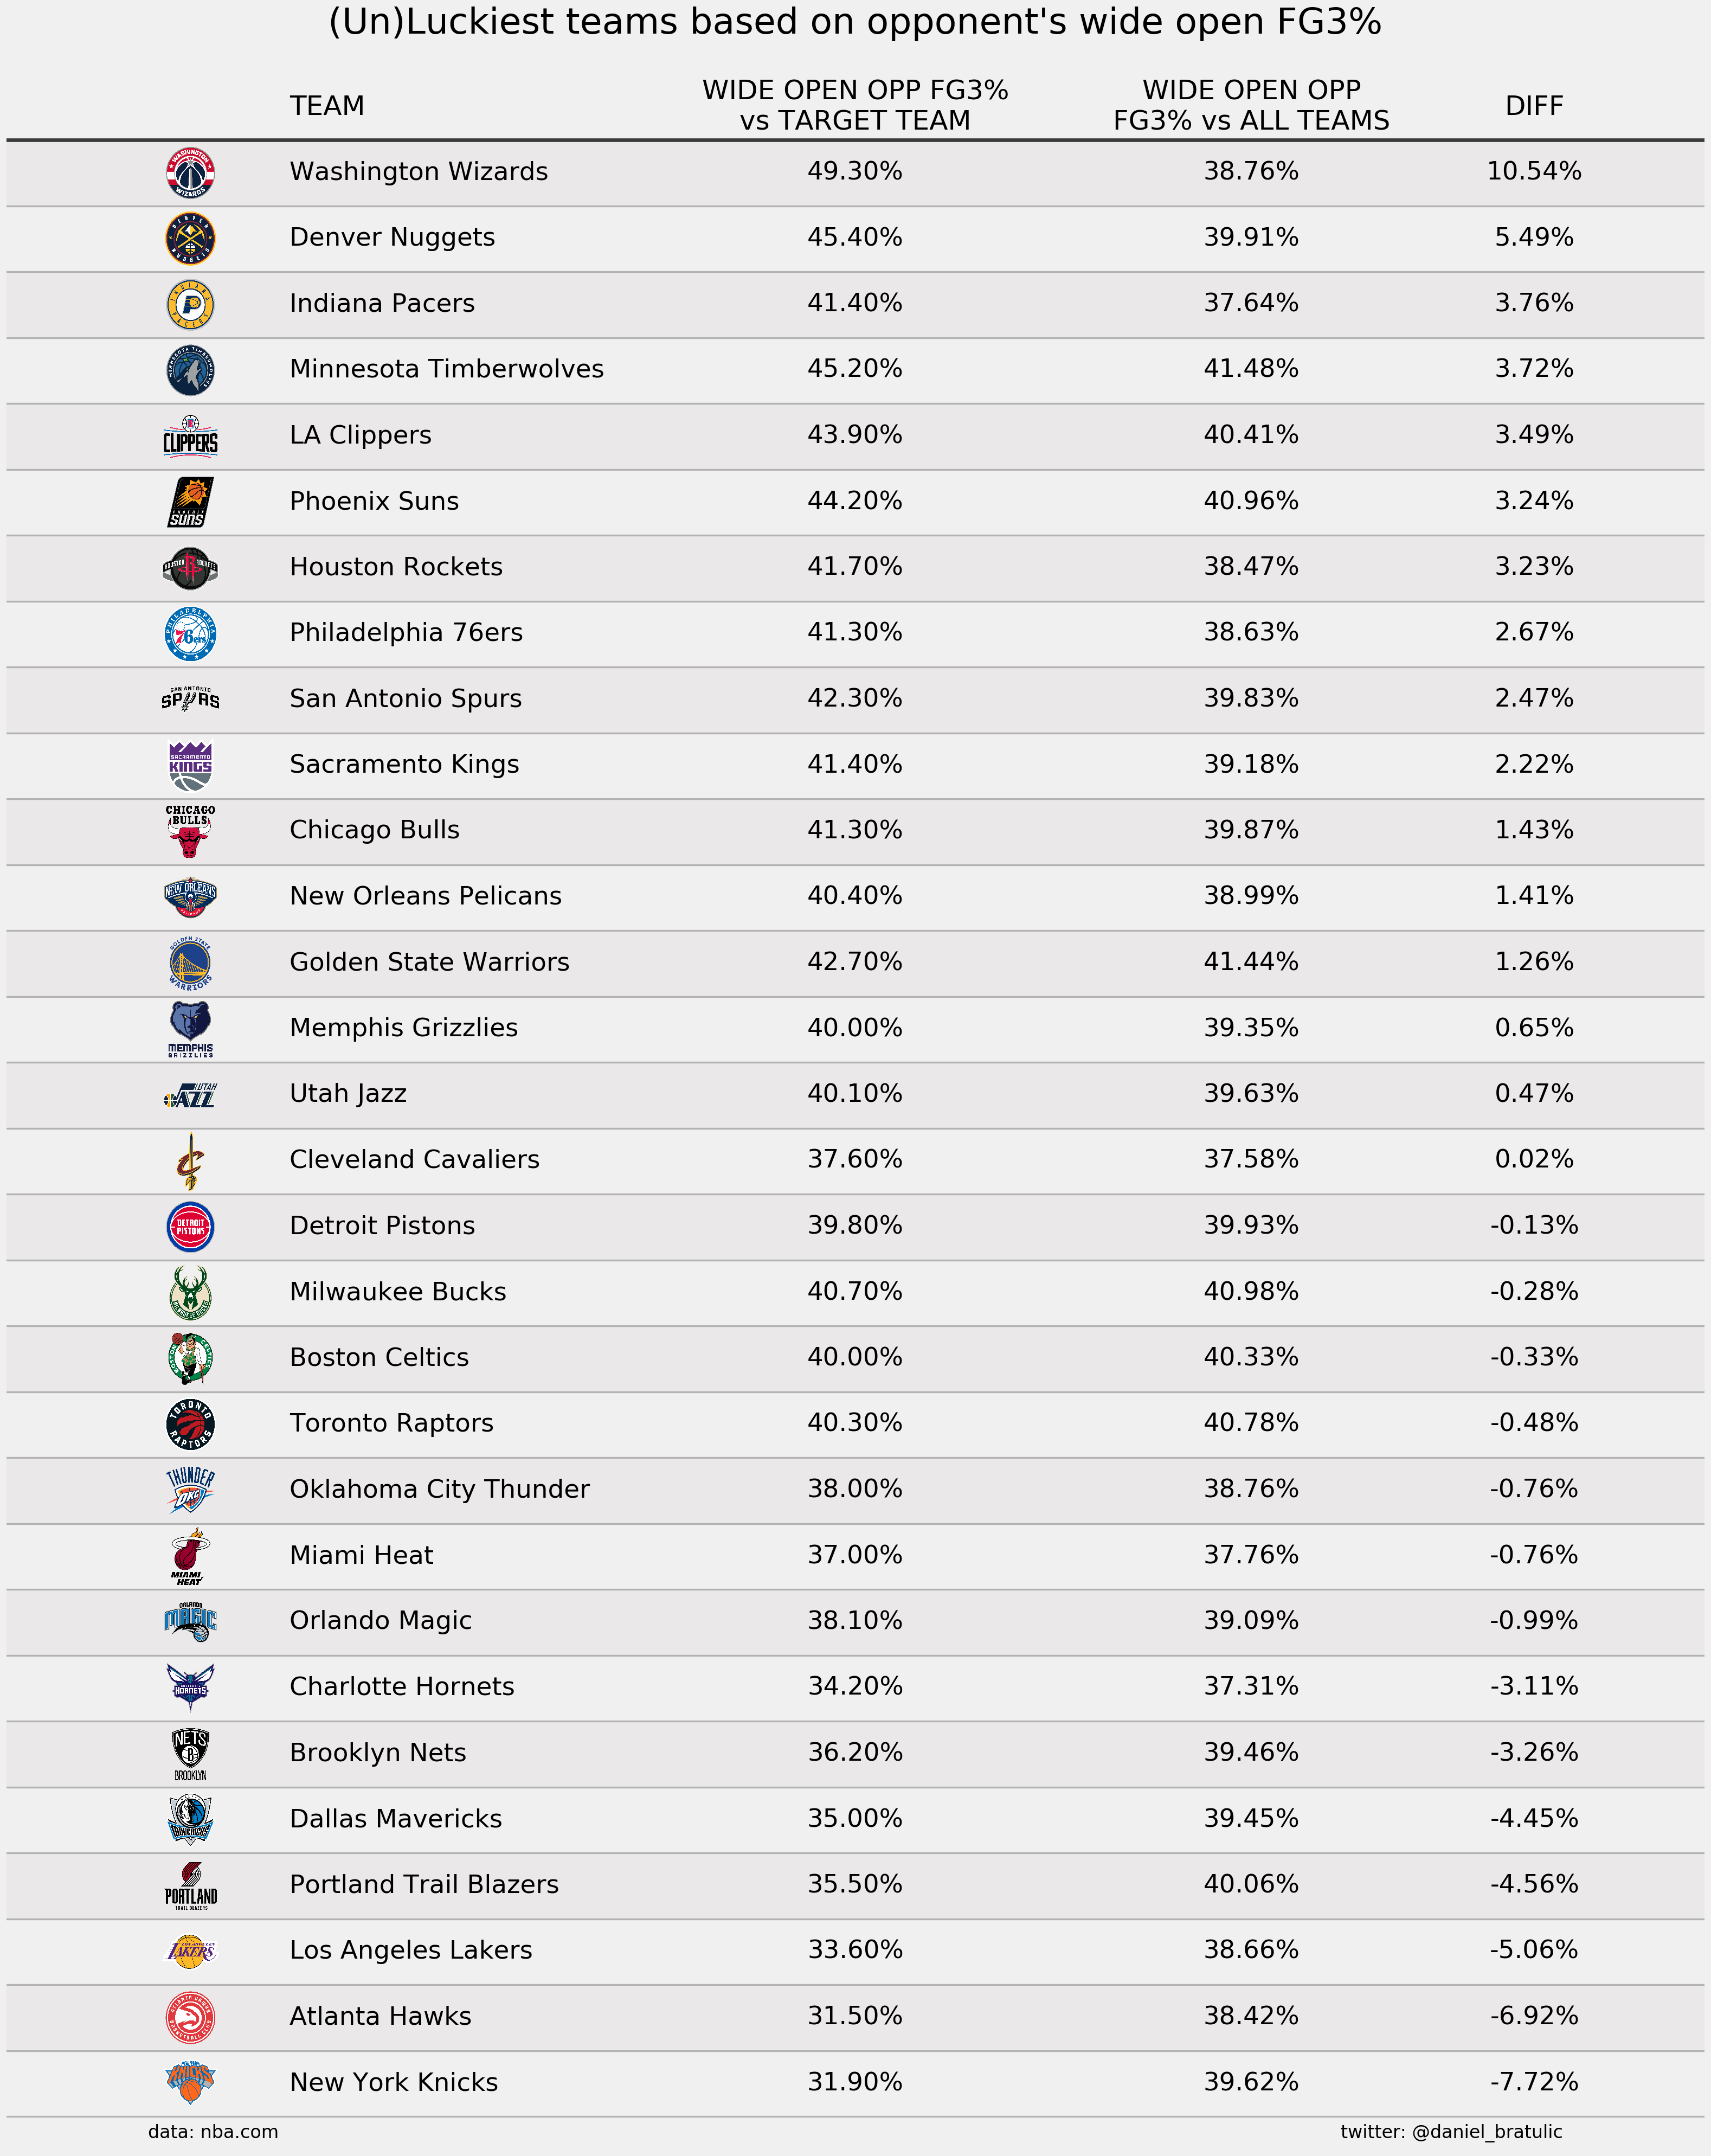 (Un)Luckiest teams based on opponent's wide open FG3%
TEAM WIDE OPEN OPP FG3% vs TARGET TEAM WIDE OPEN OPP FG3% vs ALL TEAMS DIFF
Washington Wizards 49.30% 38.76% 10.54%
Denver Nuggets 45.40% 39.91% 5.49%
Indiana Pacers 41.40% 37.64% 3.76%
Minnesota Timberwolves 45.20% 41.48% 3.72%
CLIPPERS LA Clippers 43.90% 40.41% 3.49%
SUNS Phoenix Suns 44.20% 40.96% 3.24%
Houston Rockets 41.70% 38.47% 3.23%
PHILADELPHIA 76ers Philadelphia 76ers 41.30% 38.63% 2.67%
SAN ANTONIO SPURS San Antonio Spurs 42.30% 39.83% 2.47%
SACRAMENTO KINGS Sacramento Kings 41.40% 39.18% 2.22%
CHICAGO BULLS Chicago Bulls 41.30% 39.87% 1.43%
NEW ORLEANS New Orleans Pelicans 40.40% 38.99% 1.41%
GOLDEN STATE WARRIORS Golden State Warriors 42.70% 41.44% 1.26%
MEMPHIS GRIZZLIES Memphis Grizzlies 40.00% 39.35% 0.65%
UTAH JAZZ Utah Jazz 40.10% 39.63% 0.47%
C Cleveland Cavaliers 37.60% 37.58% 0.02%
DETROIT PISTONS Detroit Pistons 39.80% 39.93% -0.13%
Milwaukee Bucks 40.70% 40.98% -0.28%
Boston Celtics 40.00% 40.33% -0.33%
TORONTO RAPTORS Toronto Raptors 40.30% 40.78% -0.48%
THUNDER OKC Oklahoma City Thunder 38.00% 38.76% -0.76%
MIAMI HEAT Miami Heat 37.00% 37.76% -0.76%
ORLANDO MAGIC Orlando Magic 38.10% 39.09% -0.99%
HORNETS Charlotte Hornets 34.20% 37.31% -3.11%
NETS B BROOKLYN Brooklyn Nets 36.20% 39.46% -3.26%
MAVERICKS Dallas Mavericks 35.00% 39.45% -4.45%
PORTLAND TRAIL BLAZERS Portland Trail Blazers 35.50% 40.06% -4.56%
LAKERS Los Angeles Lakers 33.60% 38.66% -5.06%
Atlanta Hawks 31.50% 38.42% -6.92%
KNICKS New York Knicks 31.90% 39.62% -7.72%
data: nba.com twitter: @daniel_bratulic